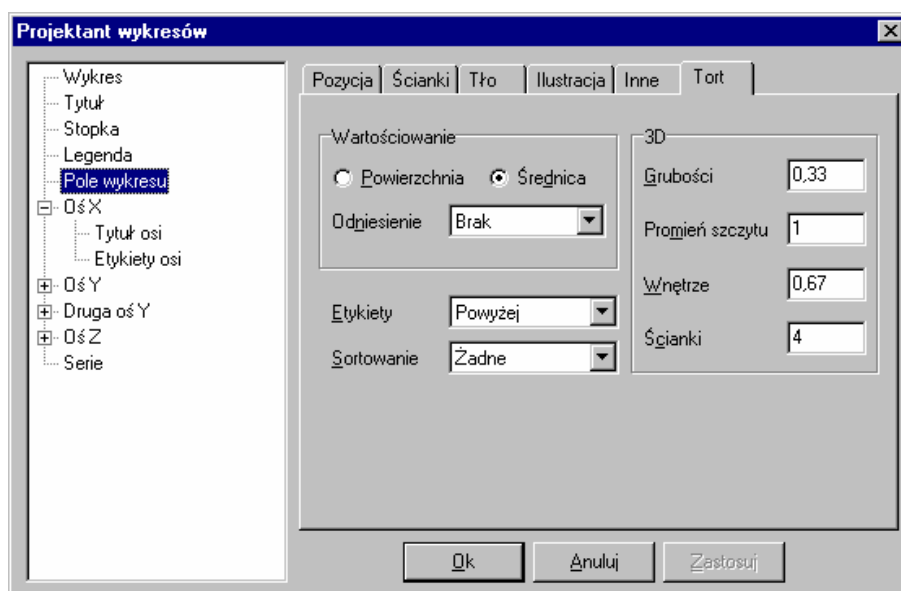 Projektant wykresów
Wykres
Tytuł
Stopka
Legenda
Pole wykresu
Oś X
Tytuł osi
Etykiety osi
Oś Y
Druga oś Y
Oś Z
Serie
Pozycja
Ścianki
Tło
Ilustracja
Inne
Tort
Wartościowanie
Powierzchnia
Średnica
Odniesienie
Brak
Etykiety
Powyżej
Sortowanie
Żadne
3D
Grubości
0,33
Promień szczytu
1
Wnętrze
0,67
Ścianki
4
Ok
Anuluj
Zastosuj